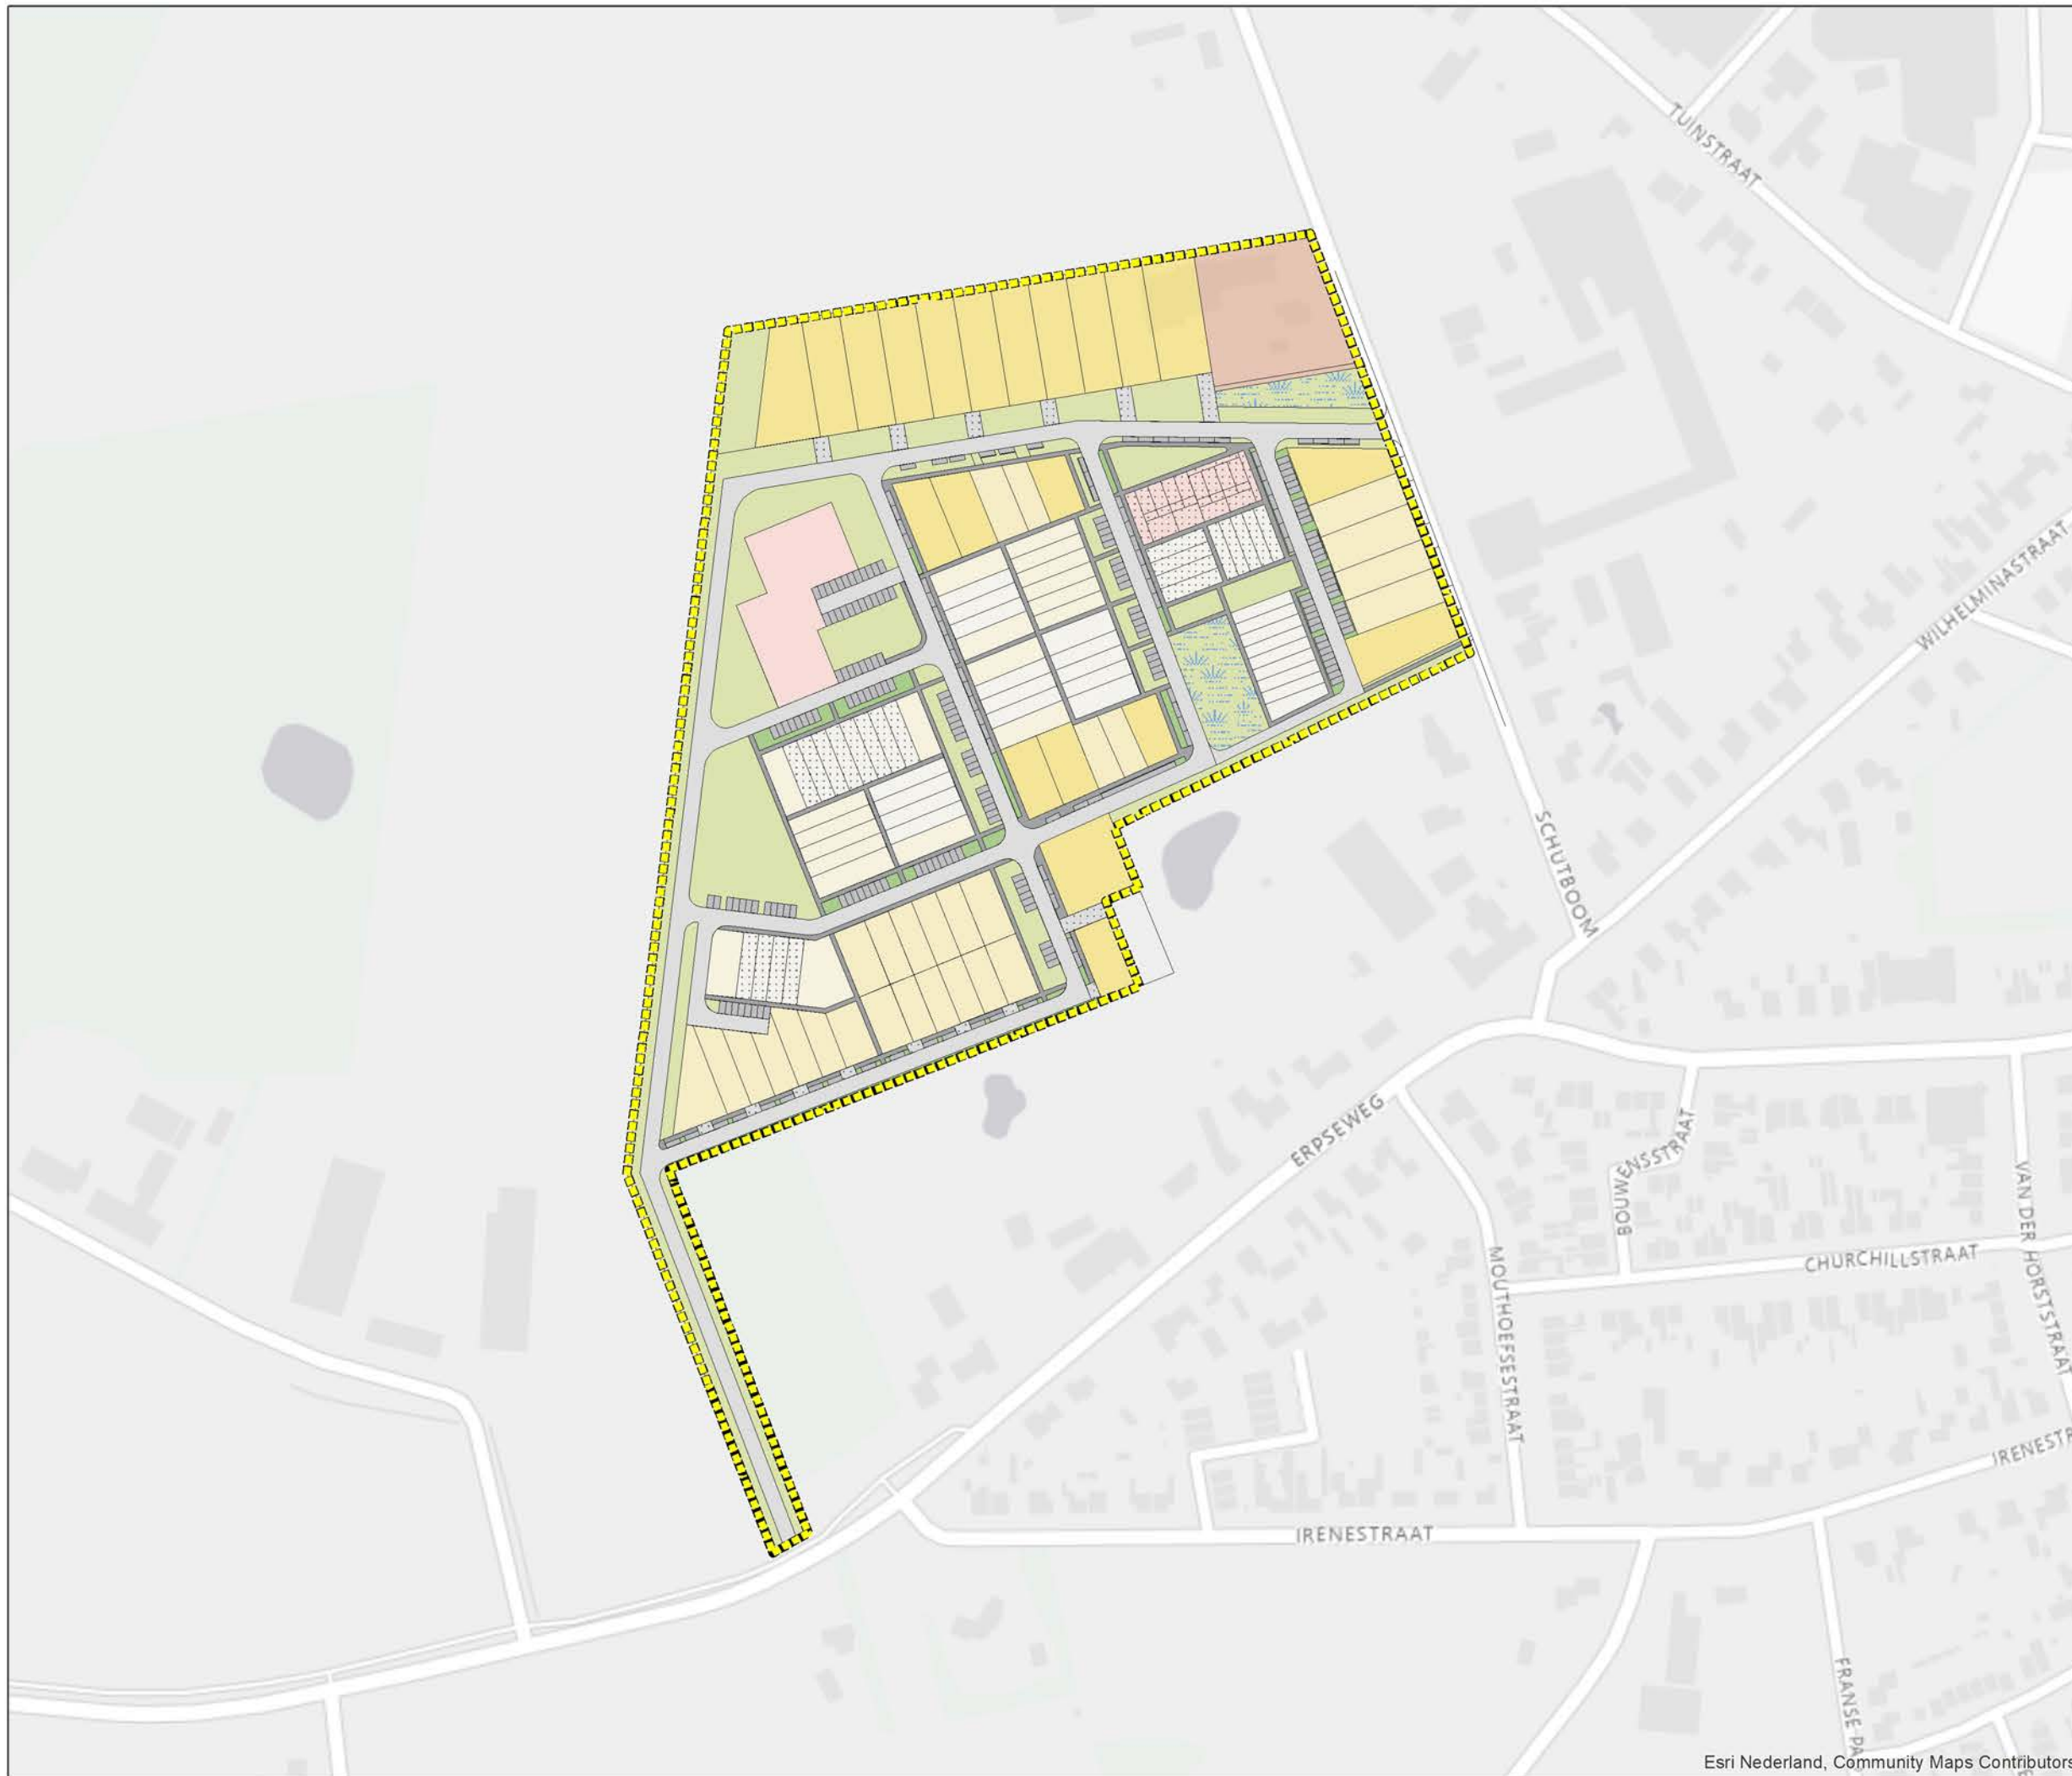 TUINSTRAAT
WILHELMINASTRAAT
SCHUTBOOM
ERPSEWEG
BOUWENSSTRAAT
VAN DER HORSTSTRAAT
CHURCHILLSTRAAT
MOUTHOEFSESTRAAT
IRENESTR
IRENESTRAAT
FRANSE PA
Esri Nederland, Community Maps Contributors